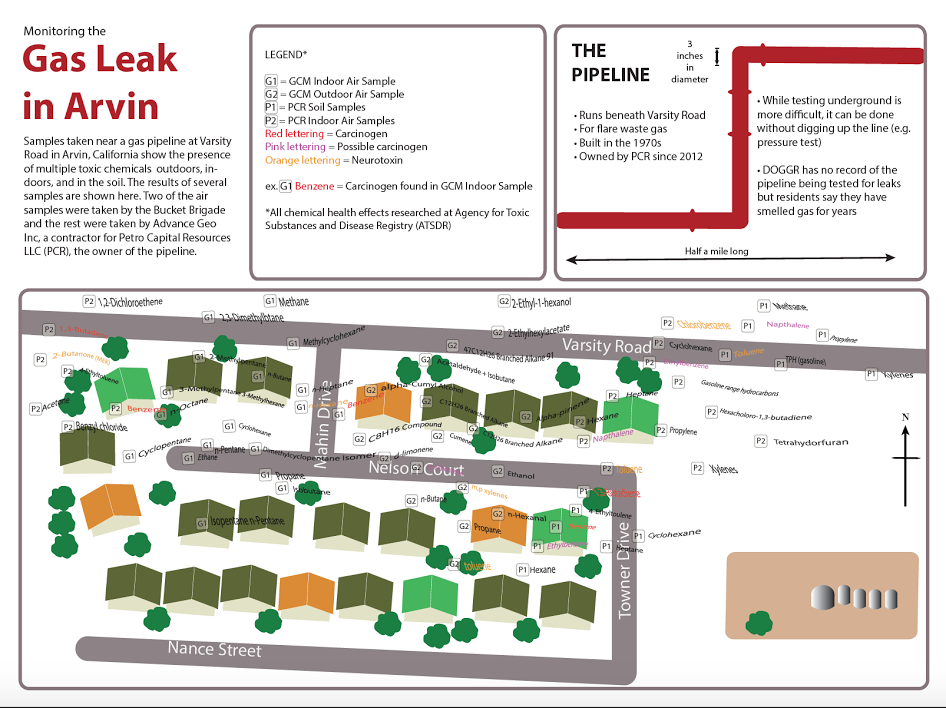 Monitoring the
Gas Leak
in Arvin
Samples taken near a gas pipeline at Varsity
Road in Arvin, California show the presence
of multiple toxic chemicals outdoors, in-
doors, and in the soil. The results of several
samples are shown here. Two of the air
samples were taken by the Bucket Brigade
and the rest were taken by Advance Geo
Inc, a contractor for Petro Capital Resources
LLC (PCR), the owner of the pipeline.
LEGEND*
G1 = GCM Indoor Air Sample
G2 = GCM Outdoor Air Sample
P1 = PCR Soil Samples
P2 = PCR Indoor Air Samples
Red lettering = Carcinogen
Pink lettering = Possible carcinogen
Orange lettering = Neurotoxin
ex. G1 Benzene = Carcinogen found in GCM Indoor Sample
*All chemical health effects researched at Agency for Toxic
Substances and Disease Registry (ATSDR)
THE
PIPELINE
3
inches
in
diameter
• Runs beneath Varsity Road
• For flare waste gas
• Built in the 1970s
• Owned by PCR since 2012
• While testing underground is
more difficult, it can be done
without digging up the line (e.g.
pressure test)
• DOGGR has no record of the
pipeline being tested for leaks
but residents say they have
smelled gas for years
Half a mile long
P2 1,2-Dichloroethene
G1 Methane
G2 2-Ethyl-1-hexanol
P1
G1 2,3-Dimethylbutane
P2 Chlorobenzene
P1 Napthalene
P2
G1 Methylcyclohexane
G2 2-Ethylhexylacetate
P1 Propylene
Varsity Road
P2 Cyclohexane
G2 42C12H26 Branched Alkane 91
P2 2-Butanone (MEK)
G1 2-Methylpentane
G2 Acetaldehyde + Isobutane
P2
P1 Toluene
P1 TPH (gasoline)
P1 Xylenes
P2 4-Ethyltoluene
G1 n-Butane
P2 Gasoline range hydrocarbons
G1 3-Methylpentane
G1 3-Methylhexane
G1 n-Heptane
G2 alpha-Cumyl Alcohol
P2 Heptane
P2 Acetone
P2 Benzene
G1 n-Octane
G1
G1 Benzene
G2 C12H26 Branched Alkane
G2 Alpha-pinene
P2 Hexane
P2 Hexachloro-1,3-butadiene
P2 Benzyl chloride
G1 Cyclohexane
G2 C8H16 Compound
G2 Cumene
G2 C12H26 Branched Alkane
P2 Napthalene
P2 Propylene
P2 Tetrahydorfuran
G1 Cyclopentane
G1 n-Pentane
G1 Dimethylcyclopentane Isomer
G2 d-limonene
G1 Ethane
Mahin Drive
Nelson Court
G2
G2 Ethanol
P2 Toluene
P2 Xylenes
G1 Propane
G1 Isobutane
G2 n-Butane
G2 m,p xylenes
P1
G1 Isopentane n-Pentane
G2 n-Hexanal
P1 4-Ethyltoulene
G2 Propane
P1
P1 Cyclohexane
P1
P1 Heptane
G2 toluene
P1 Hexane
Towner Drive
Nance Street
N